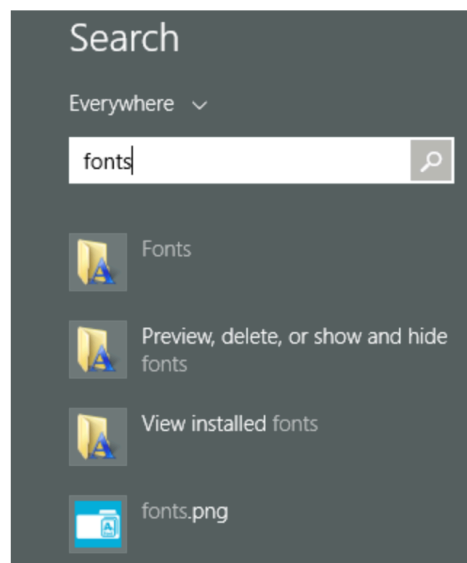 Search
Everywhere
fonts
Fonts
Preview, delete, or show and hide
fonts
View installed fonts
fonts.png